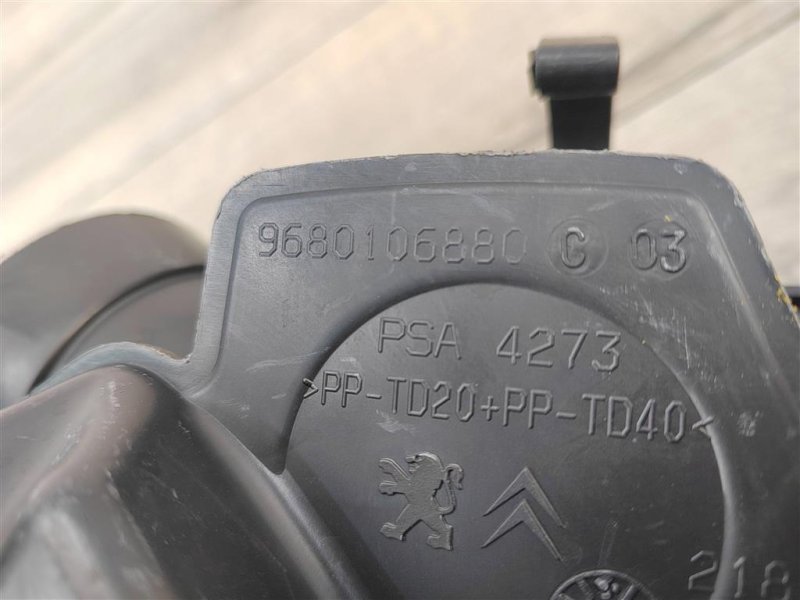 9680106880 C 03
PSA 4273
>PP-TD20+PP-TD40<
218